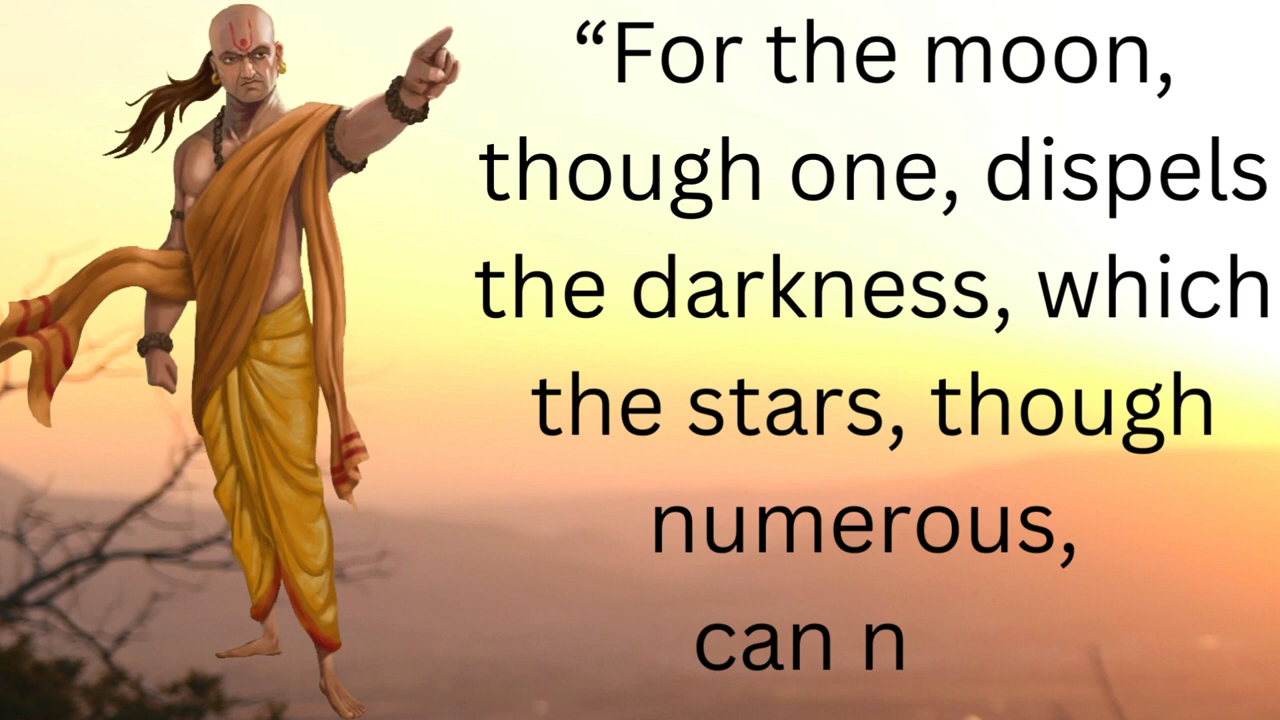 “For the moon,
though one, dispels
the darkness, which
the stars, though
numerous,
can n